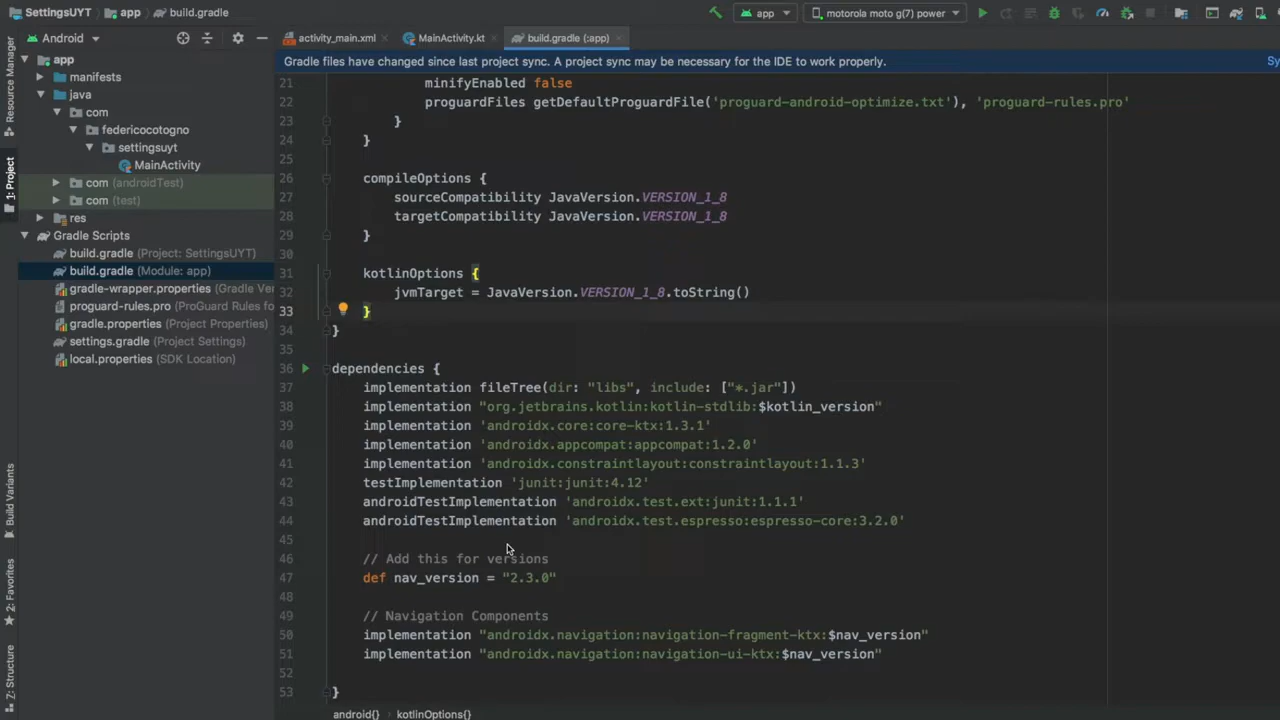 SettingsUYT
app
build.gradle
app
motorola moto g(7) power
Android
activity_main.xml
MainActivity.kt
build.gradle (:app)
Gradle files have changed since last project sync. A project sync may be necessary for the IDE to work properly.
Sy
Resource Manager
1: Project
Build Variants
2: Favorites
Z: Structure
app
manifests
java
com
federicocotogno
settingsuyt
MainActivity
com (androidTest)
com (test)
res
Gradle Scripts
build.gradle (Project: SettingsUYT)
build.gradle (Module: app)
gradle-wrapper.properties (Gradle Ver
proguard-rules.pro (ProGuard Rules for
gradle.properties (Project Properties)
settings.gradle (Project Settings)
local.properties (SDK Location)
21 minifyEnabled false
22 proguardFiles getDefaultProguardFile('proguard-android-optimize.txt'), 'proguard-rules.pro'
23 }
24 }
25
26 compileOptions {
27 sourceCompatibility JavaVersion.VERSION_1_8
28 targetCompatibility JavaVersion.VERSION_1_8
29 }
30
31 kotlinOptions {
32 jvmTarget = JavaVersion.VERSION_1_8.toString()
33 }
34 }
35
36 dependencies {
37 implementation fileTree(dir: "libs", include: ["*.jar"])
38 implementation "org.jetbrains.kotlin:kotlin-stdlib:$kotlin_version"
39 implementation 'androidx.core:core-ktx:1.3.1'
40 implementation 'androidx.appcompat:appcompat:1.2.0'
41 implementation 'androidx.constraintlayout:constraintlayout:1.1.3'
42 testImplementation 'junit:junit:4.12'
43 androidTestImplementation 'androidx.test.ext:junit:1.1.1'
44 androidTestImplementation 'androidx.test.espresso:espresso-core:3.2.0'
45
46 // Add this for versions
47 def nav_version = "2.3.0"
48
49 // Navigation Components
50 implementation "androidx.navigation:navigation-fragment-ktx:$nav_version"
51 implementation "androidx.navigation:navigation-ui-ktx:$nav_version"
52
53 }
android{}
kotlinOptions{}